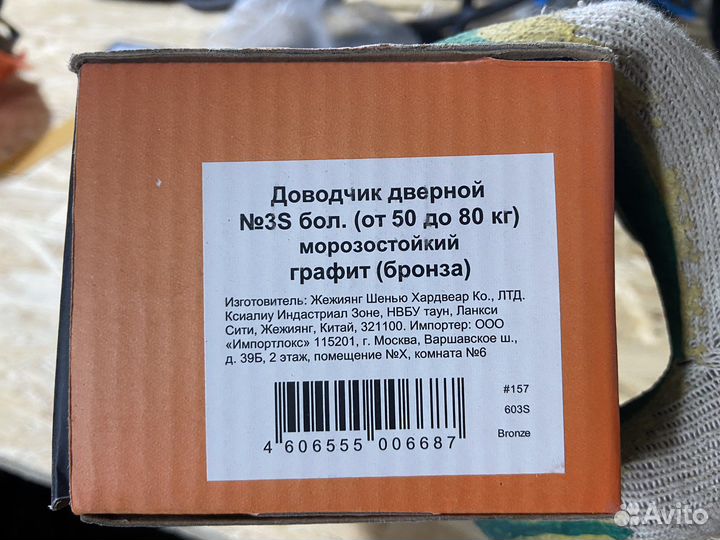 Доводчик дверной
№3S бол. (от 50 до 80 кг)
морозостойкий
графит (бронза)
Изготовитель: Жежиянг Шенью Хардвеар Ко., ЛТД.
Ксиалиу Индастриал Зоне, НВБУ таун, Ланкси
Сити, Жежиянг, Китай, 321100. Импортер: ООО
«Импортлокс» 115201, г. Москва, Варшавское ш.,
д. 39Б, 2 этаж, помещение №X, комната №6
#157
603S
Bronze
4 606555 006687
Avito